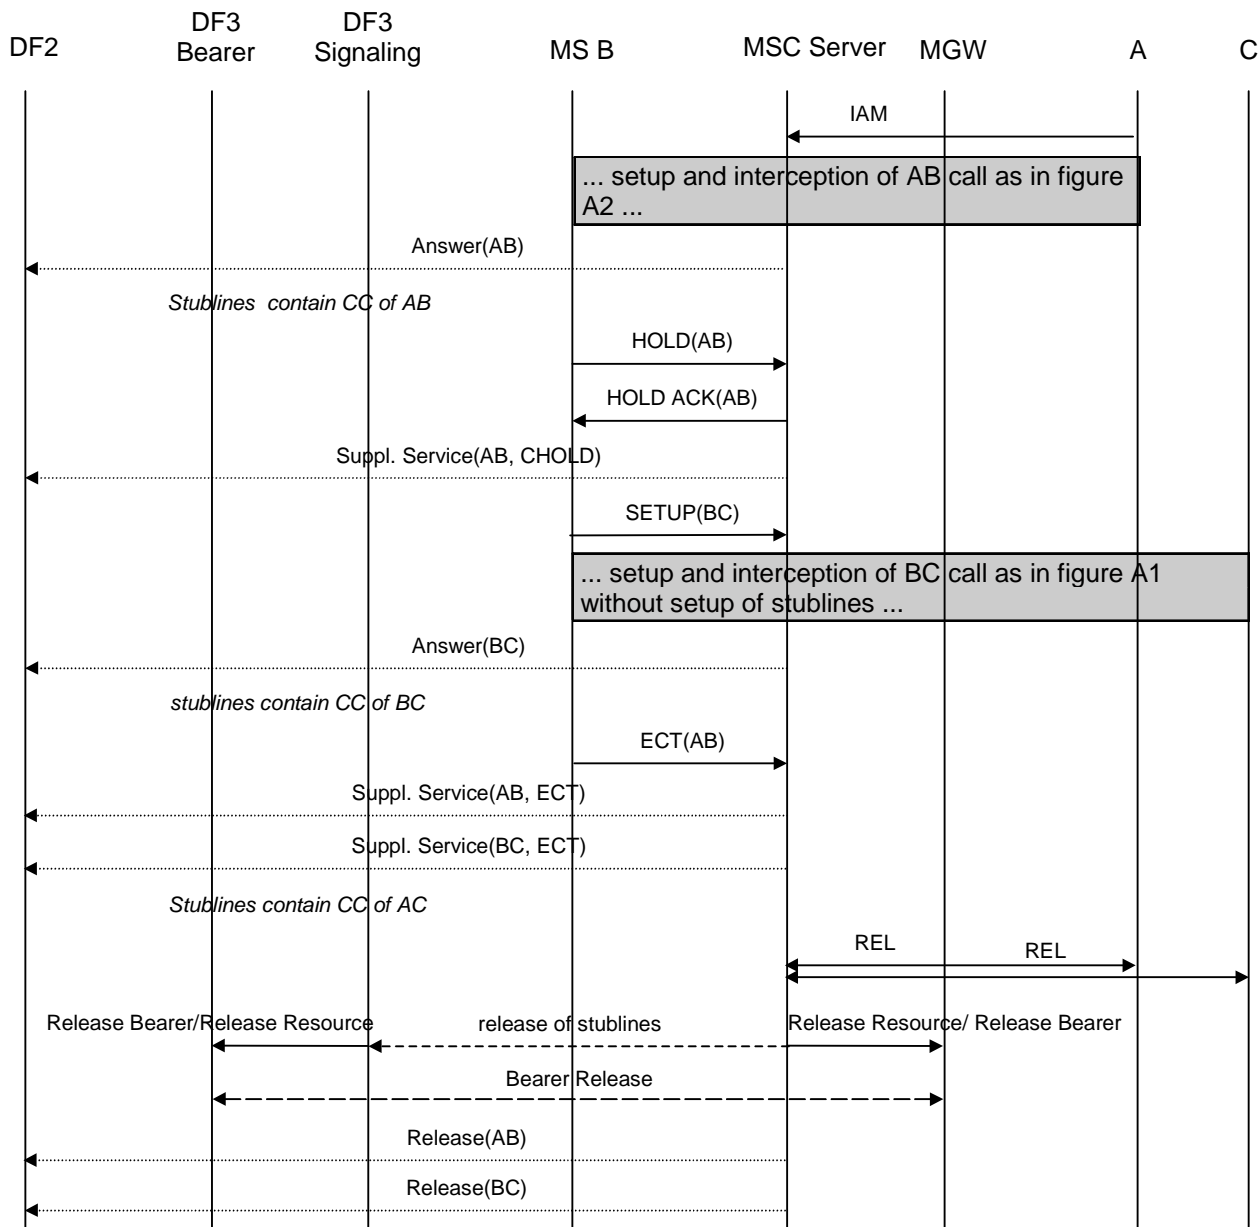 DF2
DF3
Bearer
DF3
Signaling
MS B
MSC Server
MGW
A
C
IAM
... setup and interception of AB call as in figure
A2 ...
Answer(AB)
Stublines contain CC of AB
HOLD(AB)
HOLD ACK(AB)
Suppl. Service(AB, CHOLD)
SETUP(BC)
... setup and interception of BC call as in figure A1
without setup of stublines ...
Answer(BC)
stublines contain CC of BC
ECT(AB)
Suppl. Service(AB, ECT)
Suppl. Service(BC, ECT)
Stublines contain CC of AC
REL
REL
Release Bearer/Release Resource
release of stublines
Release Resource/ Release Bearer
Bearer Release
Release(AB)
Release(BC)